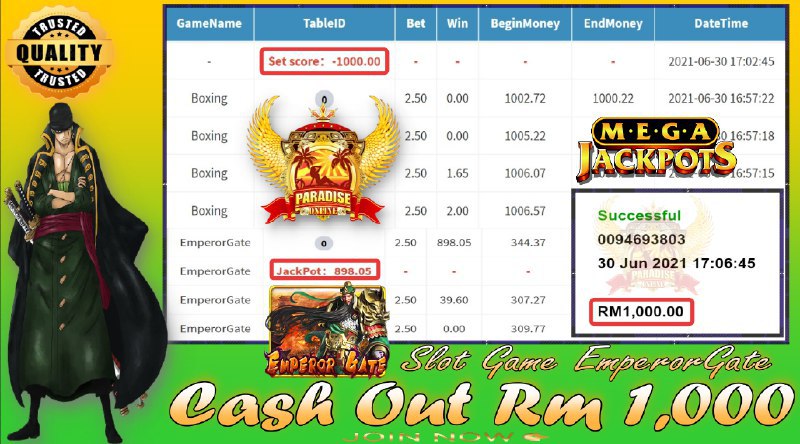 TRUSTED
QUALITY
TRUSTED
GameName TableID Bet Win BeginMoney EndMoney DateTime
- Set score: -1000.00 - - - - 2021-06-30 17:02:45
Boxing 0 2.50 0.00 1002.72 1000.22 2021-06-30 16:57:22
Boxing 2.50 0.00 1005.22 16:57:18
Boxing 2.50 1.65 1006.07 16:57:15
Boxing 2.50 2.00 1006.57
EmperorGate 0 2.50 898.05 344.37
EmperorGate JackPot: 898.05 - - -
EmperorGate 2.50 39.60 307.27
EmperorGate 2.50 0.00 309.77
PARADISE
ONLINE
MEGA
JACKPOTS
Successful
0094693803
30 Jun 2021 17:06:45
PARADISE
RM1,000.00
EMPEROR GATE
Slot Game EmperorGate
Cash Out Rm 1,000
JOIN NOW